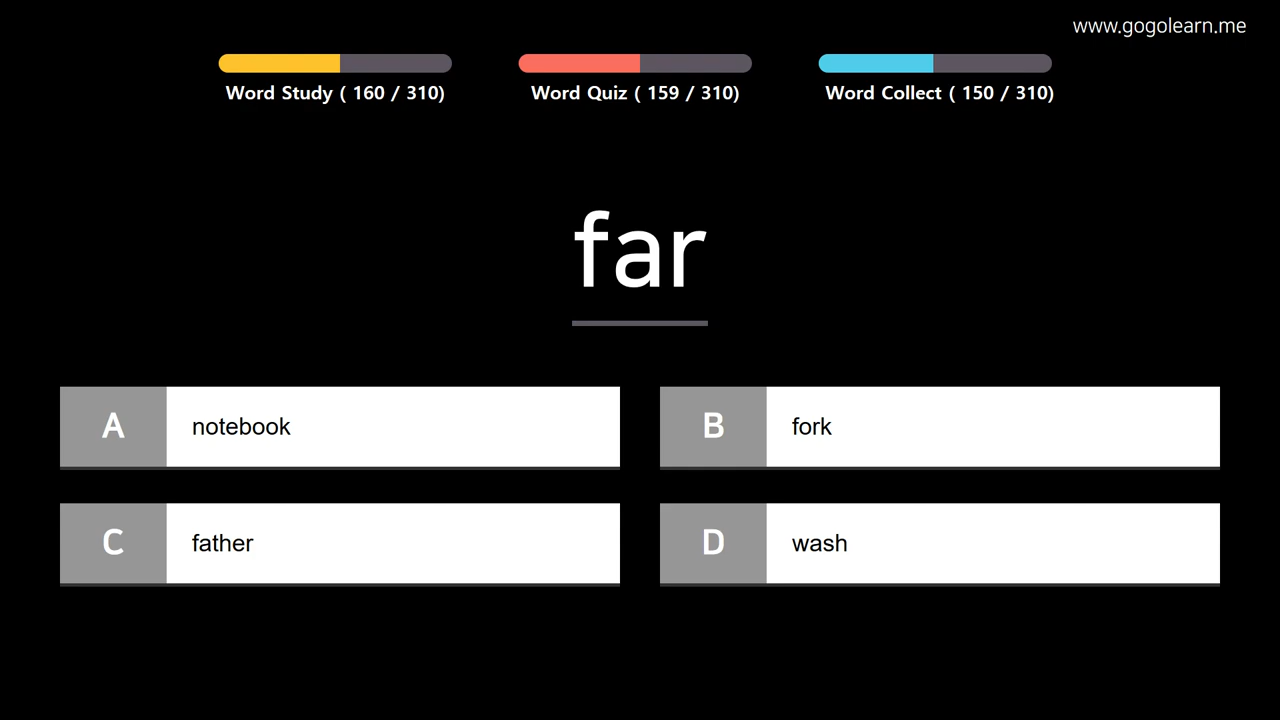 www.gogolearn.me
Word Study ( 160 / 310)
Word Quiz ( 159 / 310)
Word Collect ( 150 / 310)
far
A notebook
B fork
C father
D wash